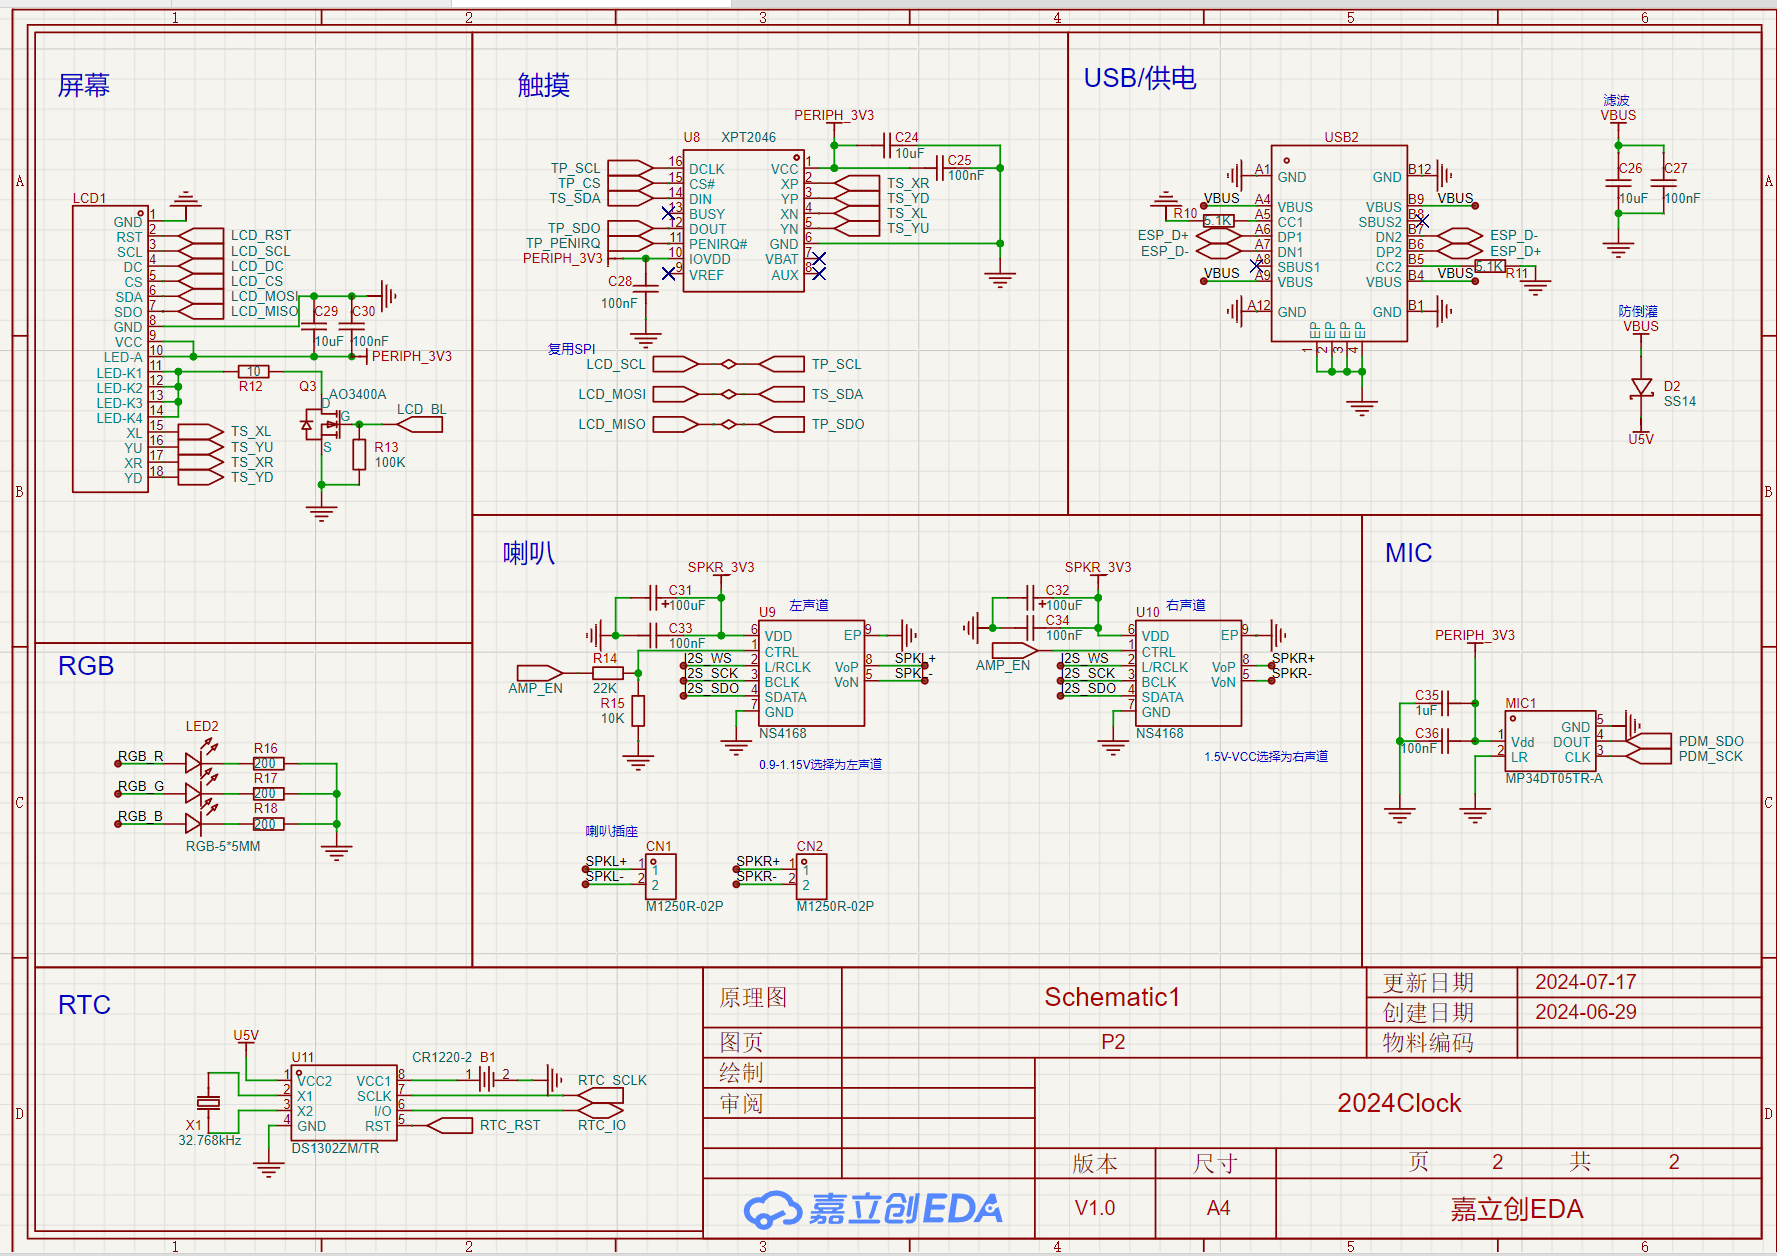 1 2 3 4 5 6
A
B
C
D
屏幕
LCD1
GND 1
RST 2 LCD_RST
SCL 3 LCD_SCL
DC 4 LCD_DC
CS 5 LCD_CS
SDA 6 LCD_MOSI
SDO 7 LCD_MISO
GND 8
VCC 9
LED-A 10
LED-K1 11
LED-K2 12
LED-K3 13
LED-K4 14
XL 15 TS_XL
YU 16 TS_YU
XR 17 TS_XR
YD 18 TS_YD
C29
10uF
C30
100nF
PERIPH_3V3
10
R12
Q3
AO3400A
D
G
S
LCD_BL
R13
100K
触摸
U8 XPT2046
PERIPH_3V3
C24
10uF
C25
100nF
TP_SCL 16 DCLK
TP_CS 15 CS#
TS_SDA 14 DIN
13 BUSY
TP_SDO 12 DOUT
TP_PENIRQ 11 PENIRQ#
PERIPH_3V3 10 IOVDD
9 VREF
VCC 1
XP 2 TS_XR
YP 3 TS_YD
XN 4 TS_XL
YN 5 TS_YU
GND 6
VBAT 7
AUX 8
C28
100nF
复用SPI
LCD_SCL TP_SCL
LCD_MOSI TS_SDA
LCD_MISO TP_SDO
USB/供电
USB2
A1 GND
VBUS A4 VBUS
R10 5.1K A5 CC1
ESP_D+ A6 DP1
ESP_D- A7 DN1
A8 SBUS1
VBUS A9 VBUS
A12 GND
GND B12
VBUS B9 VBUS
SBUS2 B8
DN2 B7 ESP_D-
DP2 B6 ESP_D+
CC2 B5 5.1K R11
VBUS B4 VBUS
GND B1
EP EP EP EP
1 2 3 4
滤波
VBUS
C26
10uF
C27
100nF
防倒灌
VBUS
D2
SS14
U5V
RGB
LED2
RGB_R
R16
200
RGB_G
R17
200
RGB_B
R18
200
RGB-5*5MM
喇叭
SPKR_3V3
C31
+100uF
C33
100nF
U9 左声道
6 VDD
1 CTRL
I2S_WS 2 L/RCLK
I2S_SCK 3 BCLK
I2S_SDO 4 SDATA
7 GND
EP 9
VoP 8 SPKL+
VoN 5 SPKL-
NS4168
AMP_EN
R14
22K
R15
10K
0.9-1.15V选择为左声道
SPKR_3V3
C32
+100uF
C34
100nF
U10 右声道
AMP_EN
6 VDD
1 CTRL
I2S_WS 2 L/RCLK
I2S_SCK 3 BCLK
I2S_SDO 4 SDATA
7 GND
EP 9
VoP 8 SPKR+
VoN 5 SPKR-
NS4168
1.5V-VCC选择为右声道
喇叭插座
CN1
SPKL+ 1 1
SPKL- 2 2
M1250R-02P
CN2
SPKR+ 1 1
SPKR- 2 2
M1250R-02P
MIC
PERIPH_3V3
C35
1uF
C36
100nF
MIC1
1 Vdd
2 LR
GND 5
DOUT 4 PDM_SDO
CLK 3 PDM_SCK
MP34DT05TR-A
RTC
U5V
U11
1 VCC2
2 X1
3 X2
4 GND
VCC1 8
SCLK 7
I/O 6
RST 5
DS1302ZM/TR
X1
32.768kHz
CR1220-2 B1
1 2
RTC_SCLK
RTC_IO
RTC_RST
原理图 Schematic1
更新日期 2024-07-17
创建日期 2024-06-29
图页 P2
物料编码
绘制
审阅
2024Clock
版本 尺寸 页 2 共 2
嘉立创EDA V1.0 A4 嘉立创EDA
A
B
C
D
1 2 3 4 5 6